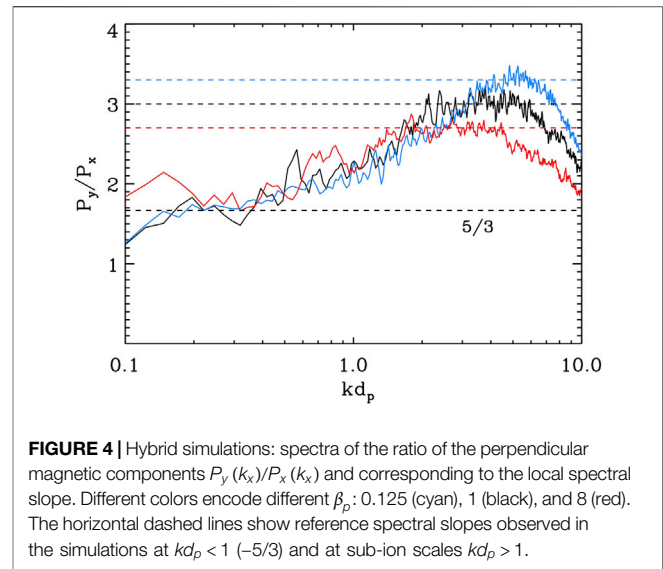 4
3
2
1
P_y/P_x
5/3
0.1
1.0
10.0
kd_p
FIGURE 4 | Hybrid simulations: spectra of the ratio of the perpendicular
magnetic components P_y (k_x)/P_x (k_x) and corresponding to the local spectral
slope. Different colors encode different β_p: 0.125 (cyan), 1 (black), and 8 (red).
The horizontal dashed lines show reference spectral slopes observed in
the simulations at kd_p < 1 (−5/3) and at sub-ion scales kd_p > 1.